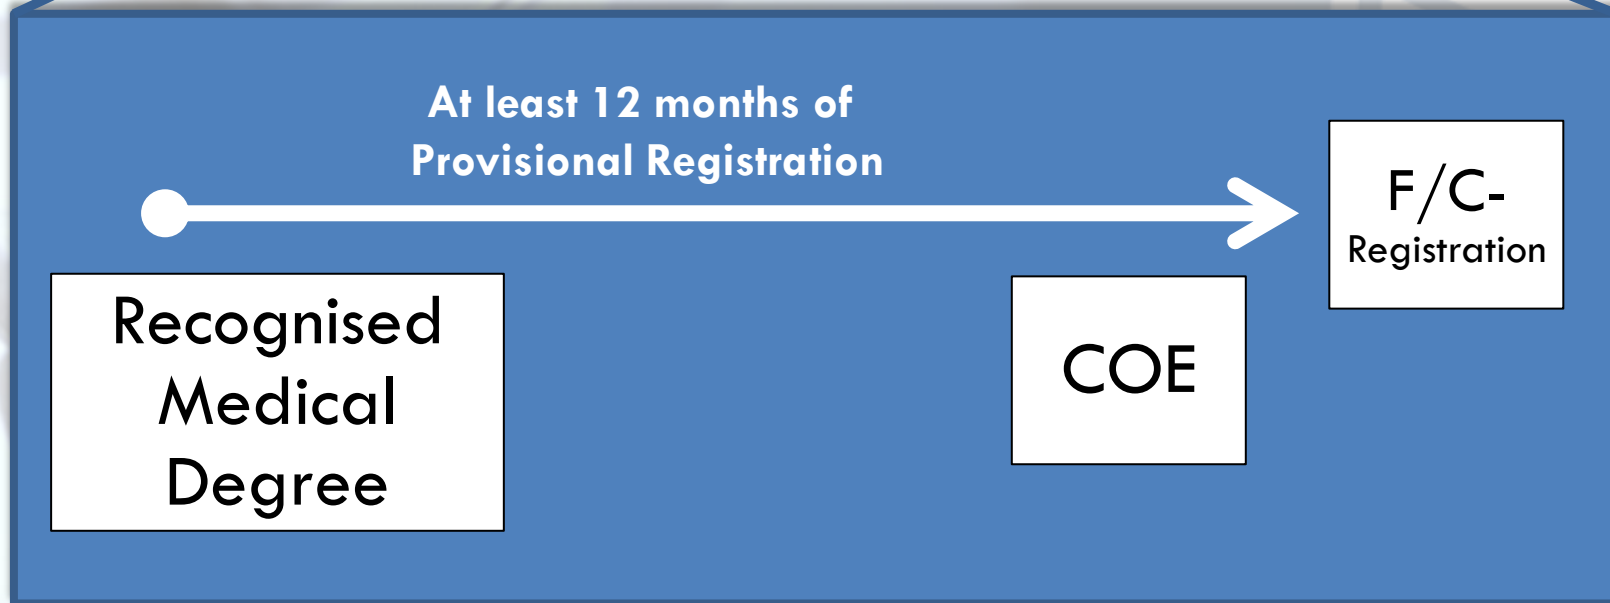 At least 12 months of
Provisional Registration
F/C-
Registration
Recognised
Medical
Degree
COE